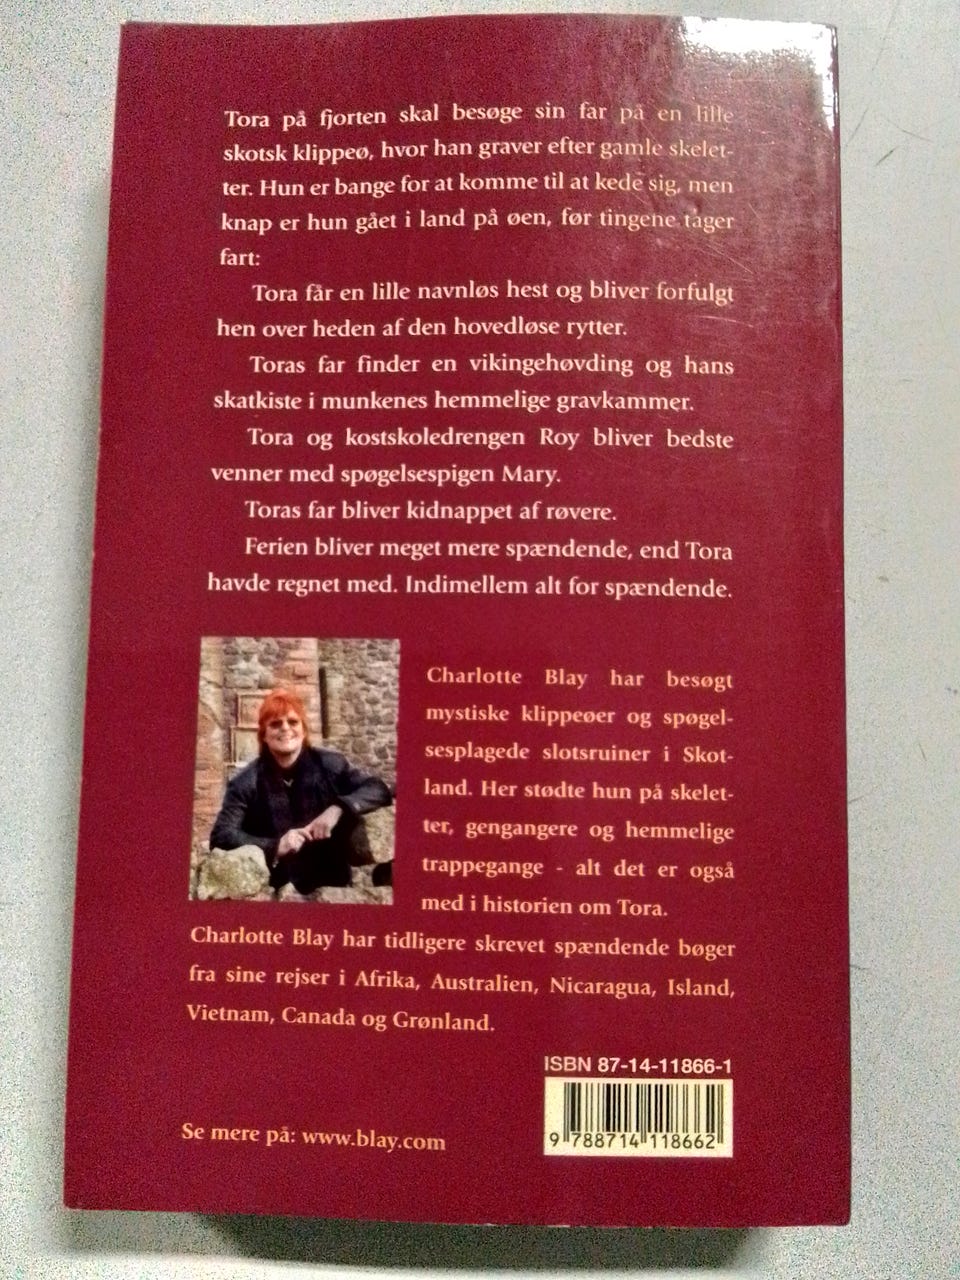 Tora på fjorten skal besøge sin far på en lille
skotsk klippeø, hvor han graver efter gamle skelet-
ter. Hun er bange for at komme til at kede sig, men
knap er hun gået i land på øen, før tingene tager
fart:
Tora får en lille navnløs hest og bliver forfulgt
hen over heden af den hovedløse rytter.
Toras far finder en vikingehøvding og hans
skatkiste i munkenes hemmelige gravkammer.
Tora og kostskoledrengen Roy bliver bedste
venner med spøgelsespigen Mary.
Toras far bliver kidnappet af røvere.
Ferien bliver meget mere spændende, end Tora
havde regnet med. Indimellem alt for spændende.
Charlotte Blay har besøgt
mystiske klippeøer og spøgel-
sesplagede slotsruiner i Skot-
land. Her stødte hun på skelet-
ter, gengangere og hemmelige
trappegange - alt det er også
med i historien om Tora.
Charlotte Blay har tidligere skrevet spændende bøger
fra sine rejser i Afrika, Australien, Nicaragua, Island,
Vietnam, Canada og Grønland.
ISBN 87-14-11866-1
9 788714 118662
Se mere på: www.blay.com